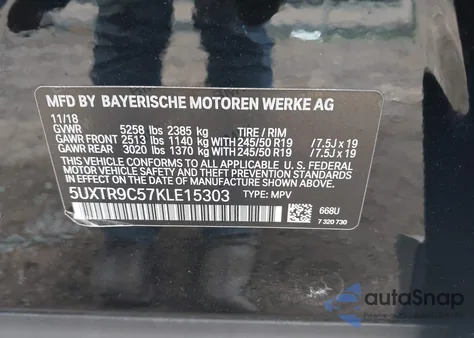 MFD BY BAYERISCHE MOTOREN WERKE AG
11/18
GVWR 5258 lbs 2385 kg TIRE / RIM
GAWR FRONT 2513 lbs 1140 kg WITH 245/50 R19 / 7.5J x 19
GAWR REAR 3020 lbs 1370 kg WITH 245/50 R19 / 7.5J x 19
THIS VEHICLE CONFORMS TO ALL APPLICABLE U. S. FEDERAL
MOTOR VEHICLE SAFETY AND THEFT PREVENTION STANDARDS
IN EFFECT ON THE DATE OF MANUFACTURE SHOWN ABOVE.
5UXTR9C57KLE15303 TYPE: MPV
668U
7 320 730
autoSnap